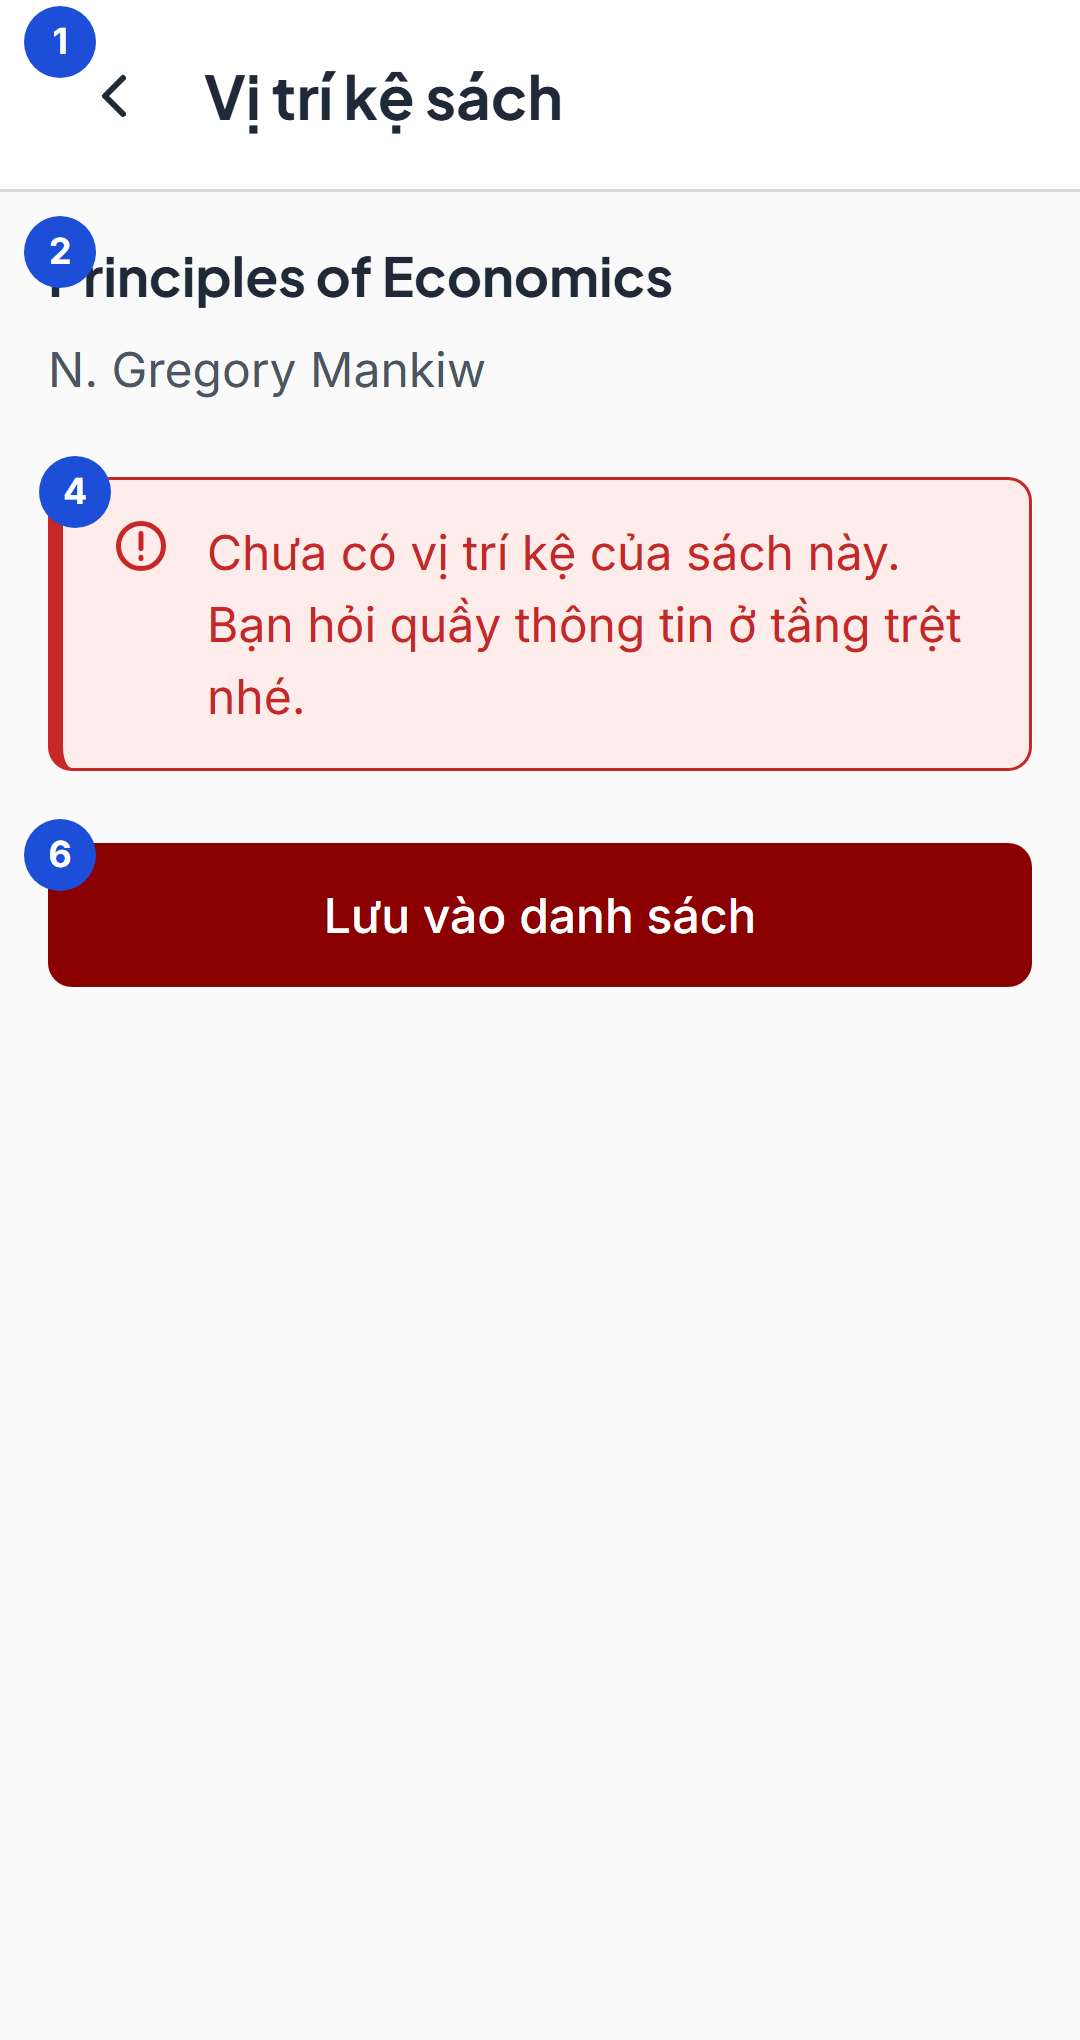 1
Vị trí kệ sách
2
Principles of Economics
N. Gregory Mankiw
4
Chưa có vị trí kệ của sách này.
Bạn hỏi quầy thông tin ở tầng trệt
nhé.
6
Lưu vào danh sách